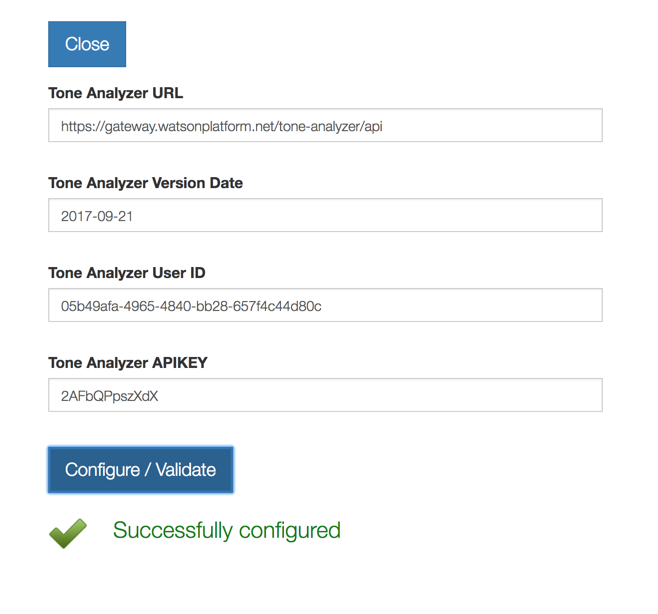 Close
Tone Analyzer URL
https://gateway.watsonplatform.net/tone-analyzer/api
Tone Analyzer Version Date
2017-09-21
Tone Analyzer User ID
05b49afa-4965-4840-bb28-657f4c44d80c
Tone Analyzer APIKEY
2AFbQPpszXdX
Configure / Validate
Successfully configured